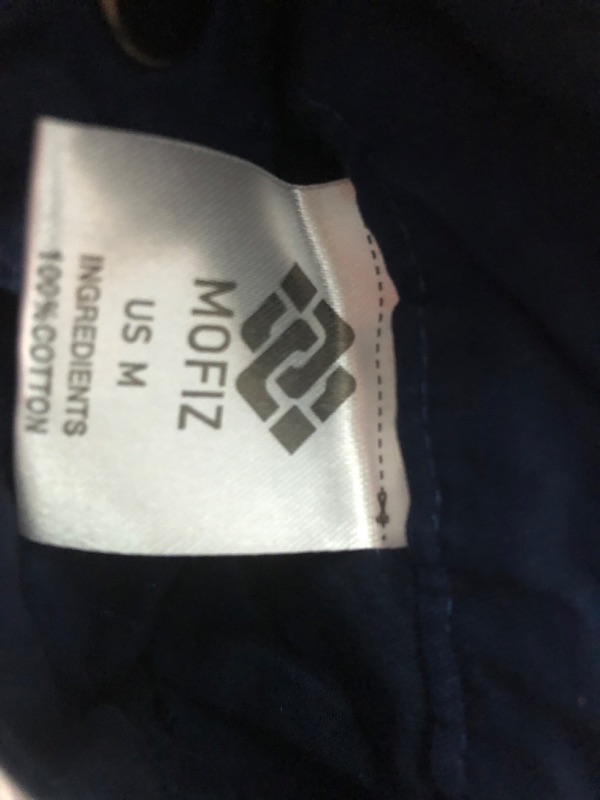 MOFIZ
US M
INGREDIENTS
100%COTTON